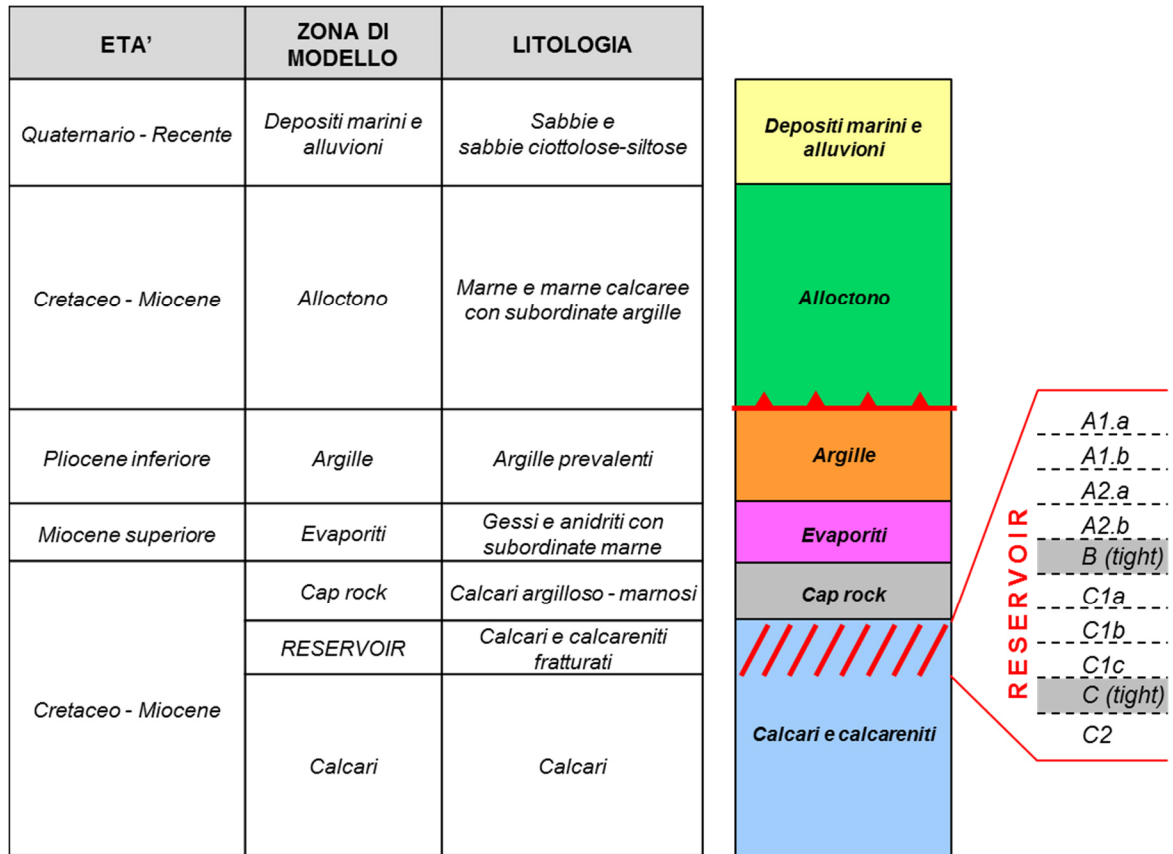 ETA’
ZONA DI
MODELLO
LITOLOGIA
Quaternario - Recente
Depositi marini e
alluvioni
Sabbie e
sabbie ciottolose-siltose
Cretaceo - Miocene
Alloctono
Marne e marne calcaree
con subordinate argille
Pliocene inferiore
Argille
Argille prevalenti
Miocene superiore
Evaporiti
Gessi e anidriti con
subordinate marne
Cretaceo - Miocene
Cap rock
Calcari argilloso - marnosi
RESERVOIR
Calcari e calcareniti
fratturati
Calcari
Calcari
Depositi marini e
alluvioni
Alloctono
Argille
Evaporiti
Cap rock
Calcari e calcareniti
RESERVOIR
A1.a
A1.b
A2.a
A2.b
B (tight)
C1a
C1b
C1c
C (tight)
C2